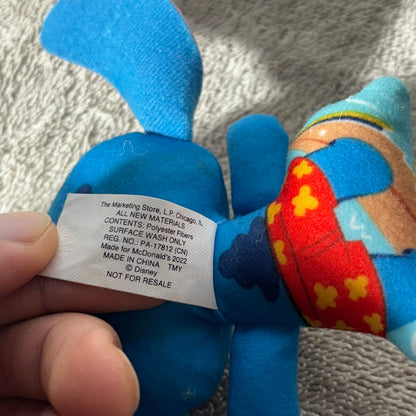 The Marketing Store, L.P. Chicago, IL
ALL NEW MATERIALS
CONTENTS: Polyester Fibers
SURFACE WASH ONLY
REG. NO.: PA-17812 (CN)
Made for McDonald's 2022
MADE IN CHINA TMY
© Disney
NOT FOR RESALE